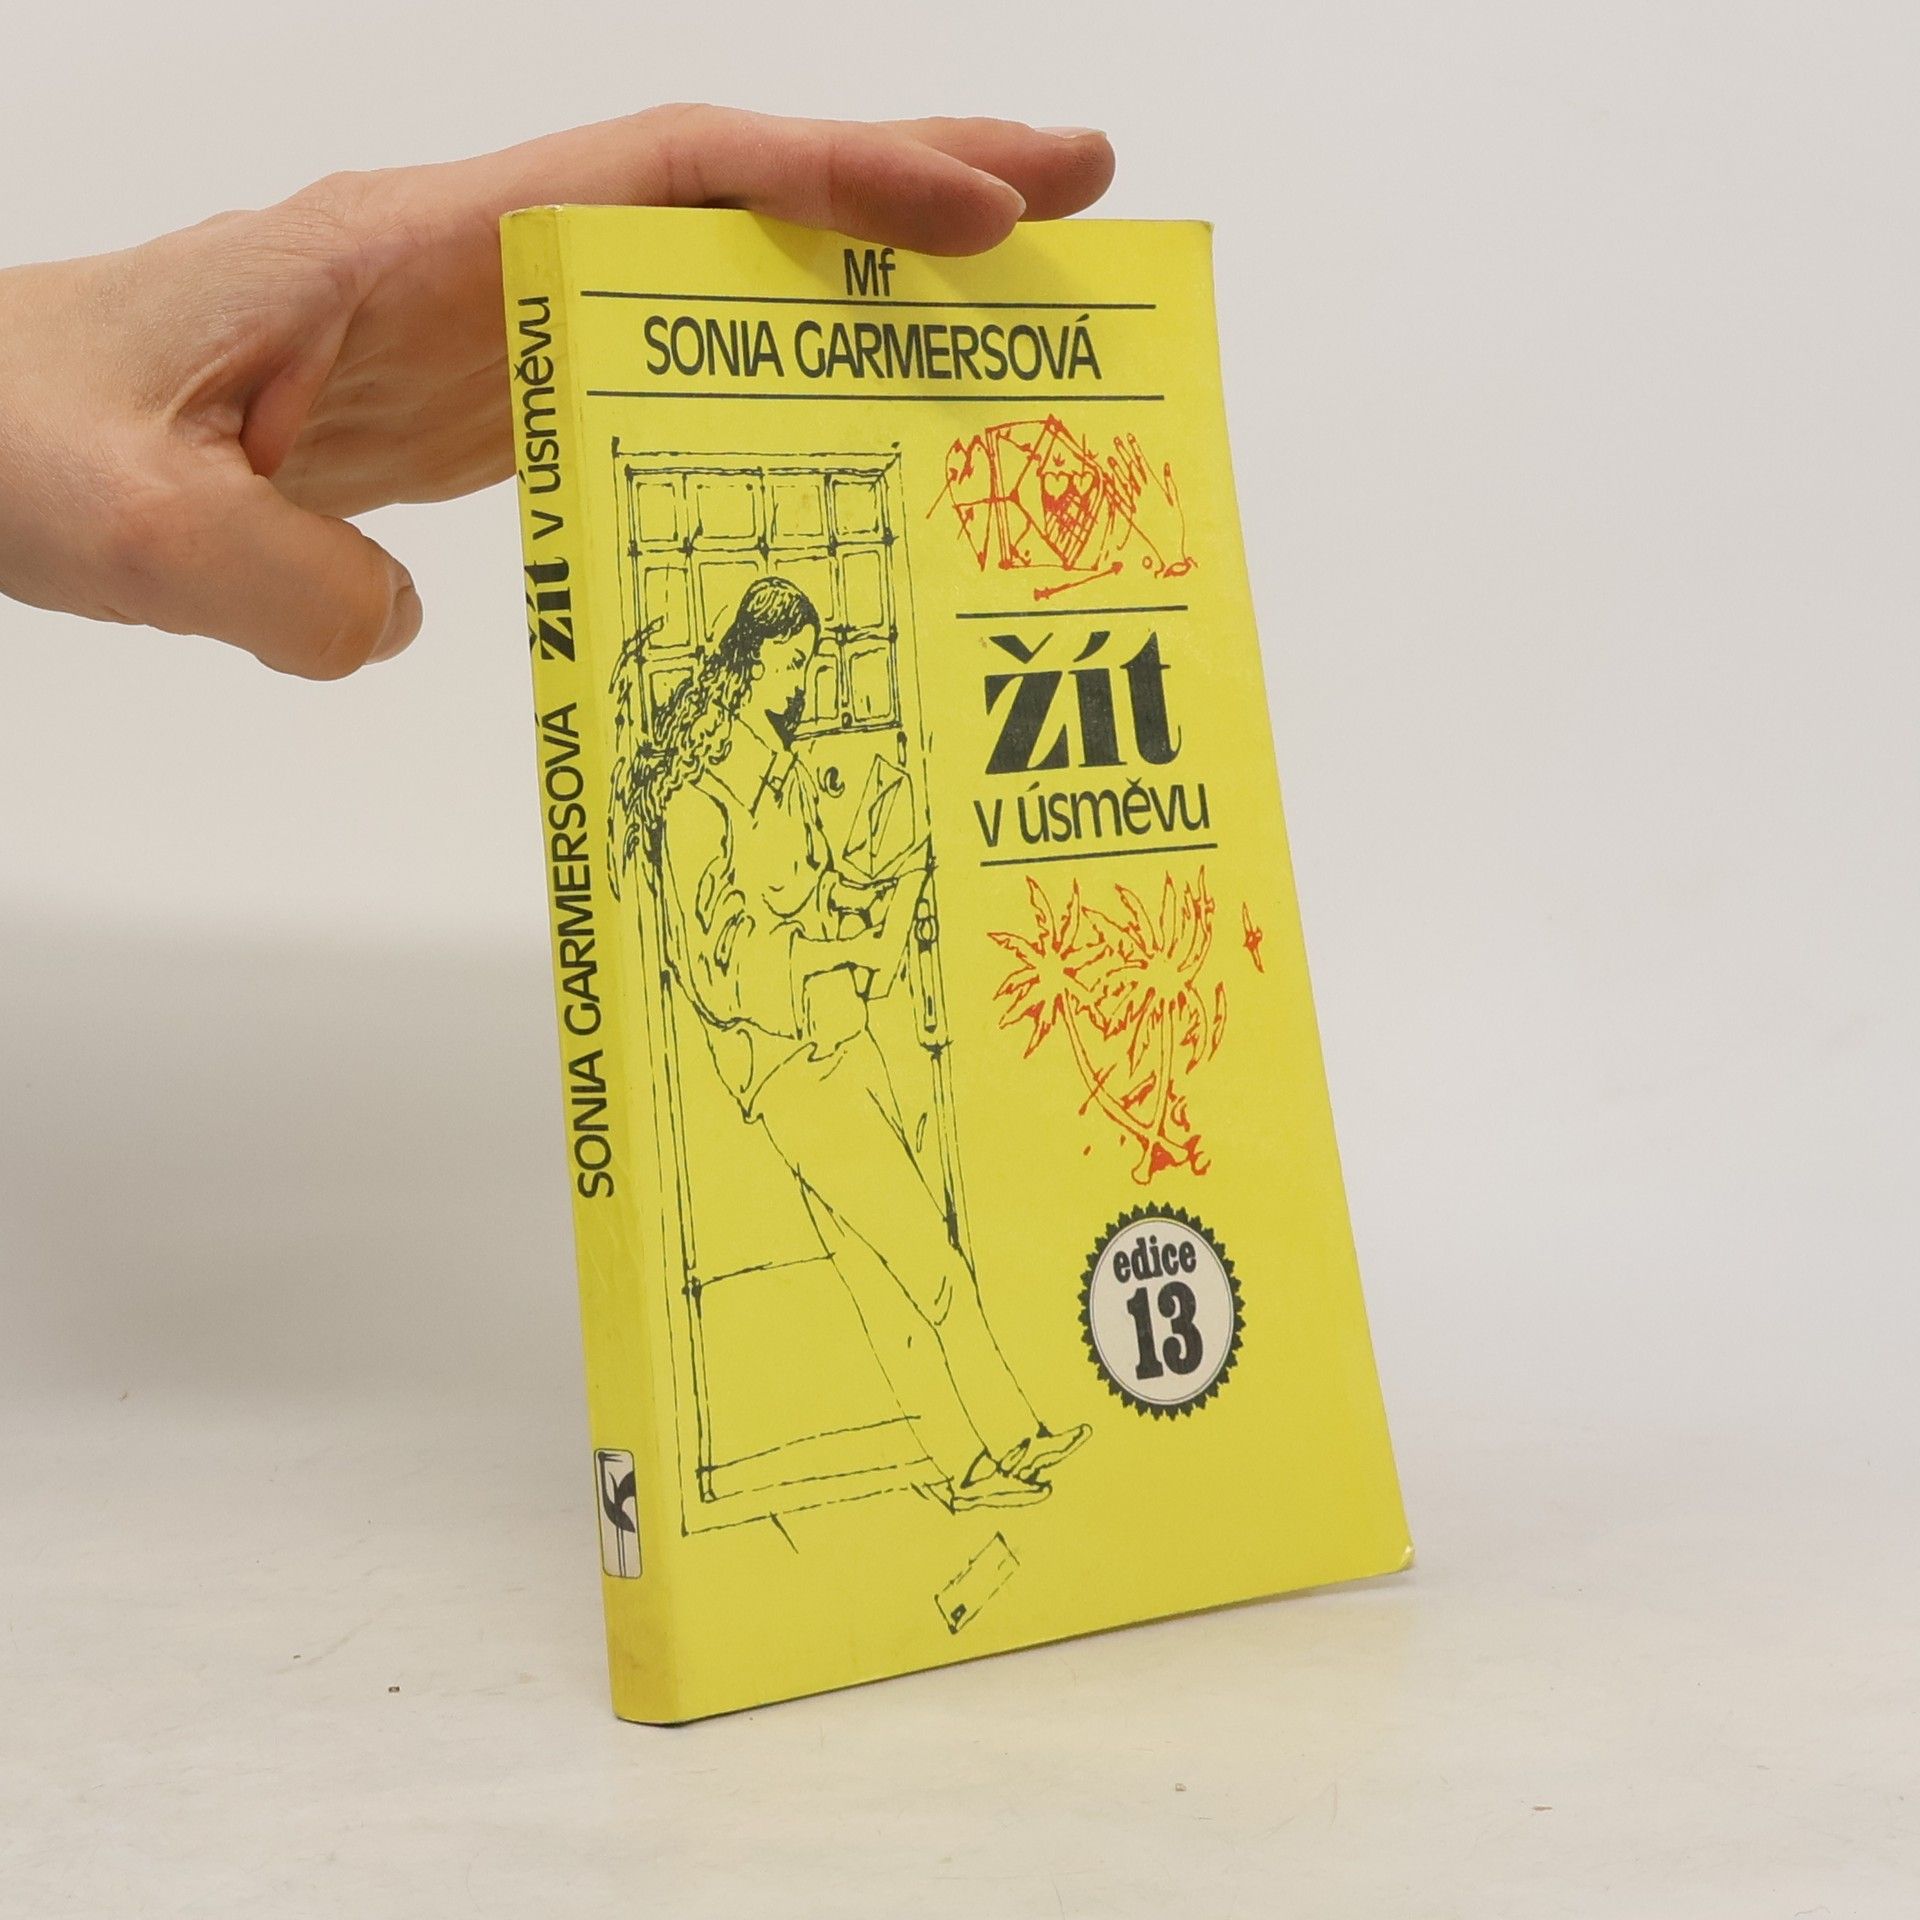 Mf
SONIA GARMERSOVÁ
žít
v úsměvu
edice
13
SONIA GARMERSOVÁ žít v úsměvu